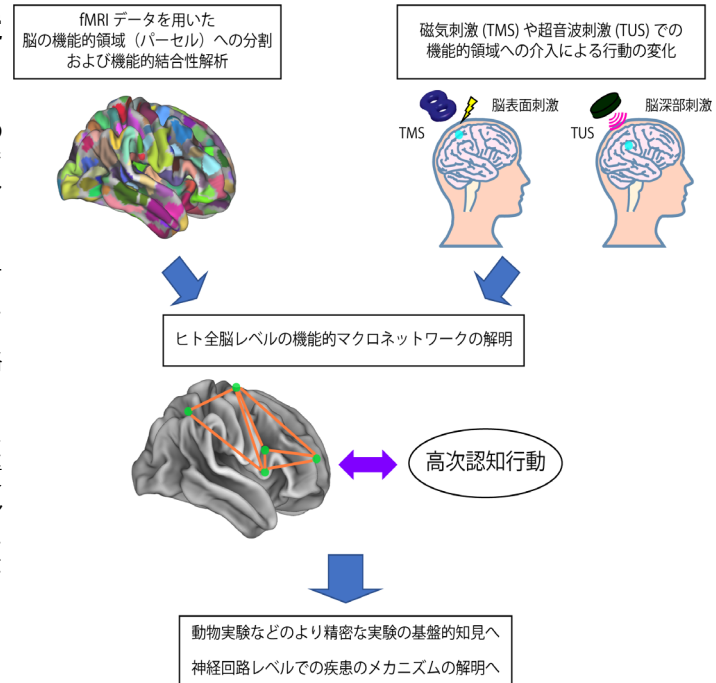 fMRI データを用いた
脳の機能的領域（パーセル）への分割
および機能的結合性解析
磁気刺激 (TMS) や超音波刺激 (TUS) での
機能的領域への介入による行動の変化
脳表面刺激
TMS
脳深部刺激
TUS
ヒト全脳レベルの機能的マクロネットワークの解明
高次認知行動
動物実験などのより精密な実験の基盤的知見へ
神経回路レベルでの疾患のメカニズムの解明へ